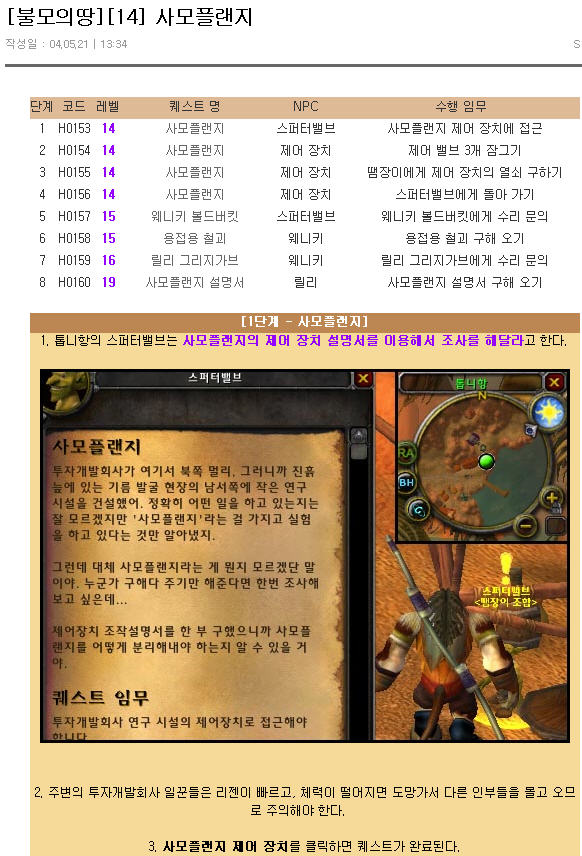 [불모의땅][14] 사모플랜지
작성일 : 04,05,21 | 13:34
S
단계 코드 레벨 퀘스트 명 NPC 수행 임무
1 H0153 14 사모플랜지 스퍼터밸브 사모플랜지 제어 장치에 접근
2 H0154 14 사모플랜지 제어 장치 제어 밸브 3개 잠그기
3 H0155 14 사모플랜지 제어 장치 땜장이에게 제어 장치의 열쇠 구하기
4 H0156 14 사모플랜지 제어 장치 스퍼터밸브에게 돌아 가기
5 H0157 15 웨니키 볼드버킷 스퍼터밸브 웨니키 볼드버킷에게 수리 문의
6 H0158 15 용접용 철괴 웨니키 용접용 철괴 구해 오기
7 H0159 16 릴리 그리지가브 웨니키 릴리 그리지가브에게 수리 문의
8 H0160 19 사모플랜지 설명서 릴리 사모플랜지 설명서 구해 오기
[1단계 - 사모플랜지]
1. 톱니항의 스퍼터밸브는 사모플랜지의 제어 장치 설명서를 이용해서 조사를 해달라고 한다.
스퍼터밸브
톱니항
N
사모플랜지
투자개발회사가 여기서 북쪽 멀리, 그러니까 진흙
늪에 있는 기름 발굴 현장의 남서쪽에 작은 연구
시설을 건설했어. 정확히 어떤 일을 하고 있는지는
잘 모르겠지만 '사모플랜지'라는 걸 가지고 실험
을 하고 있다는 것만 알아냈지.
RA
BH
그런데 대체 사모플랜지라는 게 뭔지 모르겠단 말
이야. 누군가 구해다 주기만 해준다면 한번 조사해
보고 싶은데...
스퍼터밸브
<땜장이 조합>
제어장치 조작설명서를 한 부 구했으니까 사모플
랜지를 어떻게 분리해내야 하는지 알 수 있을 거
야.
퀘스트 임무
투자개발회사 연구 시설의 제어장치로 접근해야
합니다.
2. 주변의 투자개발회사 일꾼들은 리젠이 빠르고, 체력이 떨어지면 도망가서 다른 인부들을 몰고 오므
로 주의해야 한다.
3. 사모플랜지 제어 장치를 클릭하면 퀘스트가 완료된다.